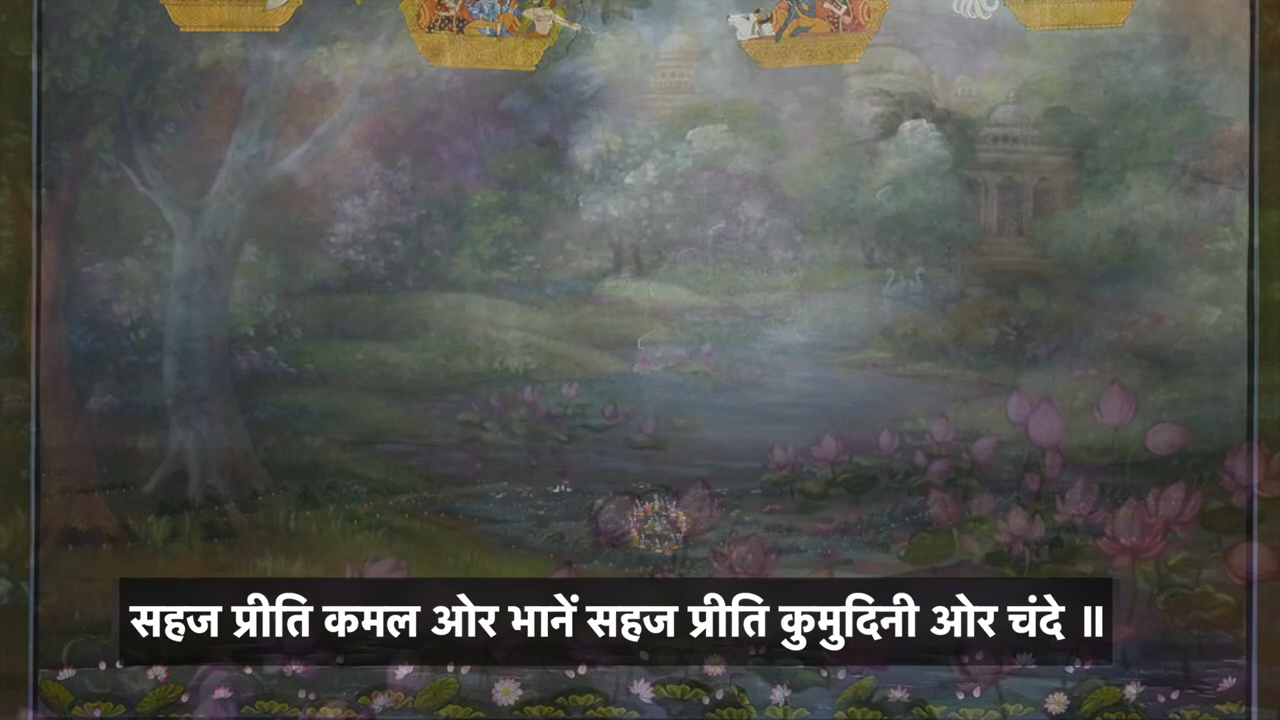 सहज प्रीति कमल ओर भानें सहज प्रीति कुमुदिनी ओर चंदे ॥